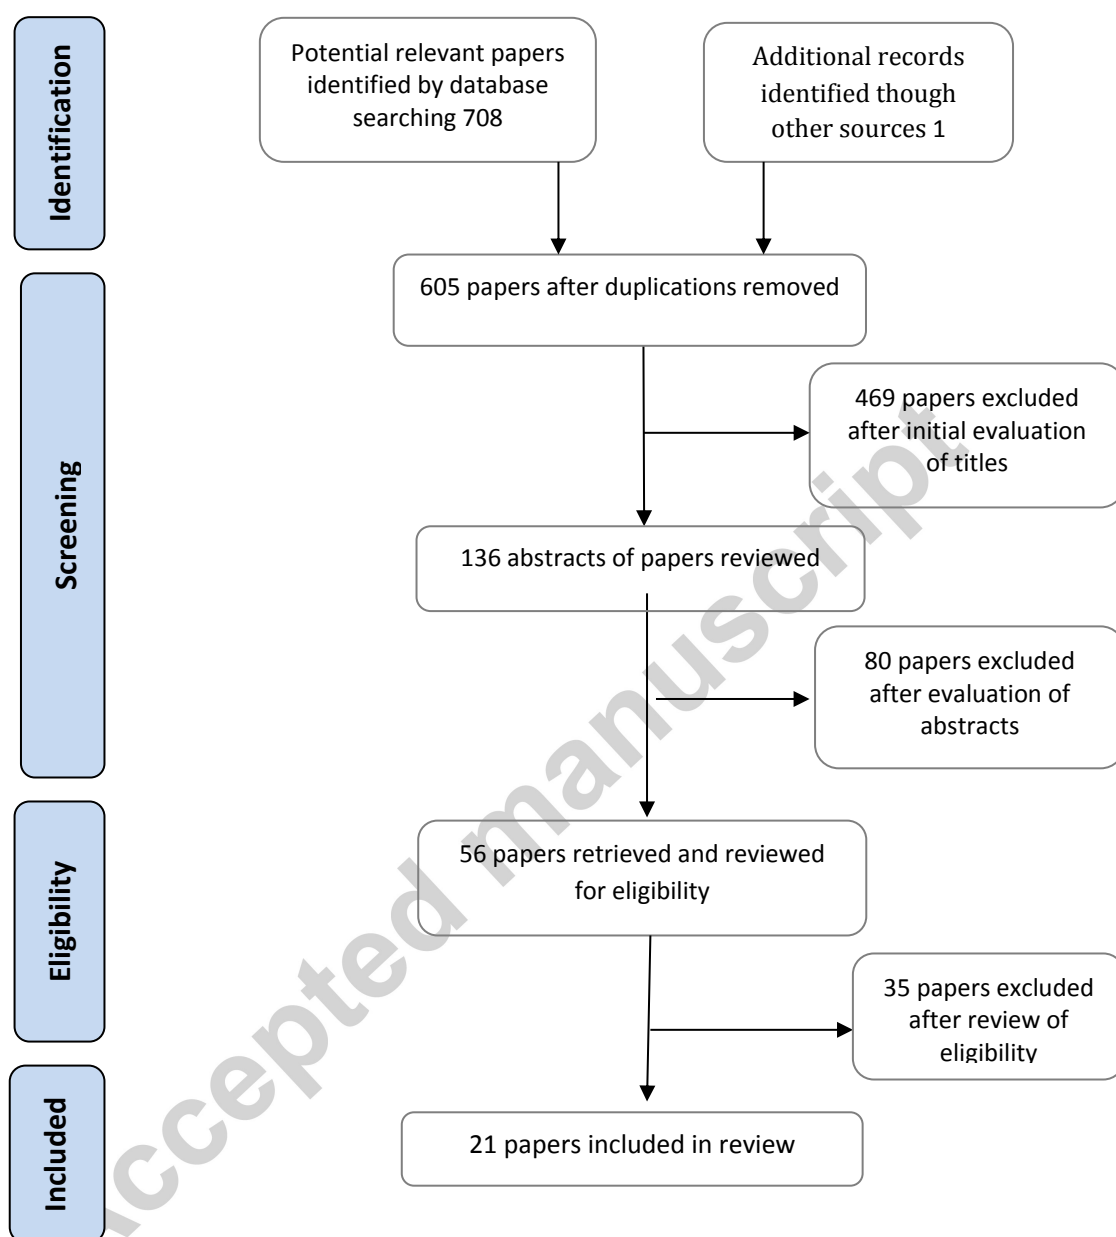 Identification
Potential relevant papers
identified by database
searching 708
Additional records
identified though
other sources 1
Screening
605 papers after duplications removed
469 papers excluded
after initial evaluation
of titles
136 abstracts of papers reviewed
80 papers excluded
after evaluation of
abstracts
Eligibility
56 papers retrieved and reviewed
for eligibility
35 papers excluded
after review of
eligibility
Included
21 papers included in review
Accepted manuscript